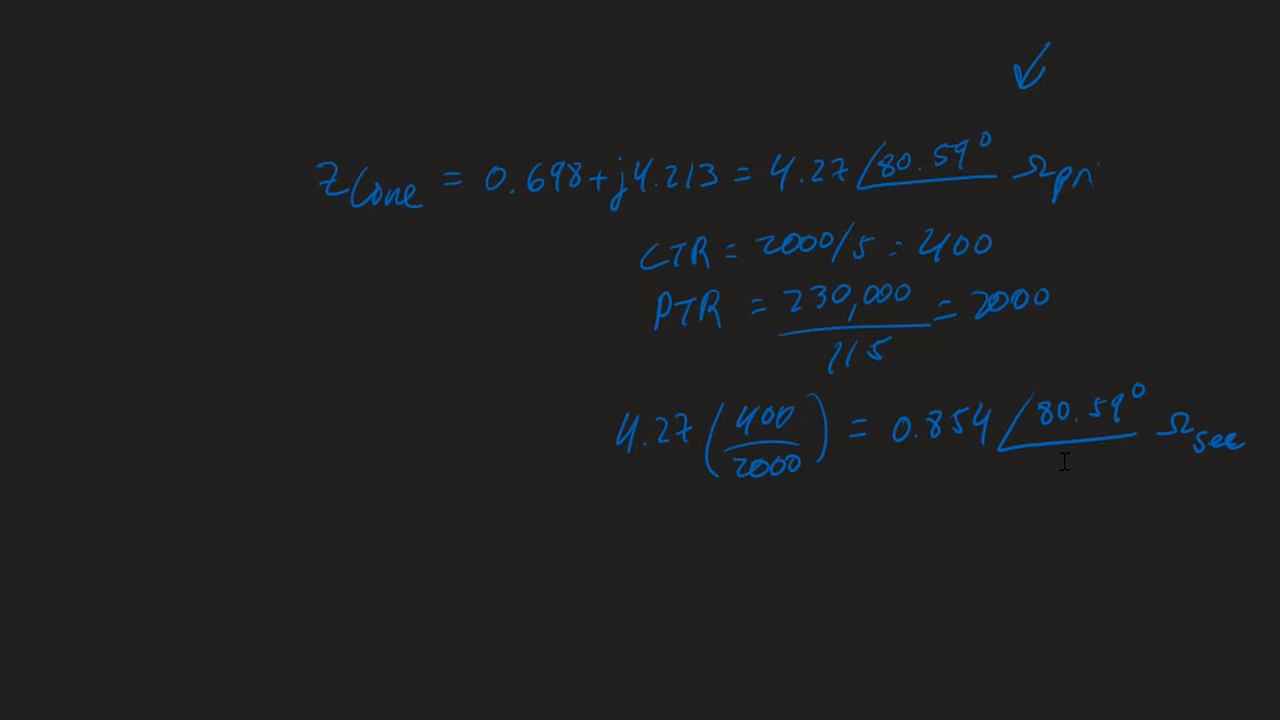 Zline = 0.698+j4.213 = 4.27 ∠80.59° Ωpri
CTR = 2000/5 = 400
PTR = 230,000/115 = 2000
4.27 (400/2000) = 0.854 ∠80.59° Ωsec